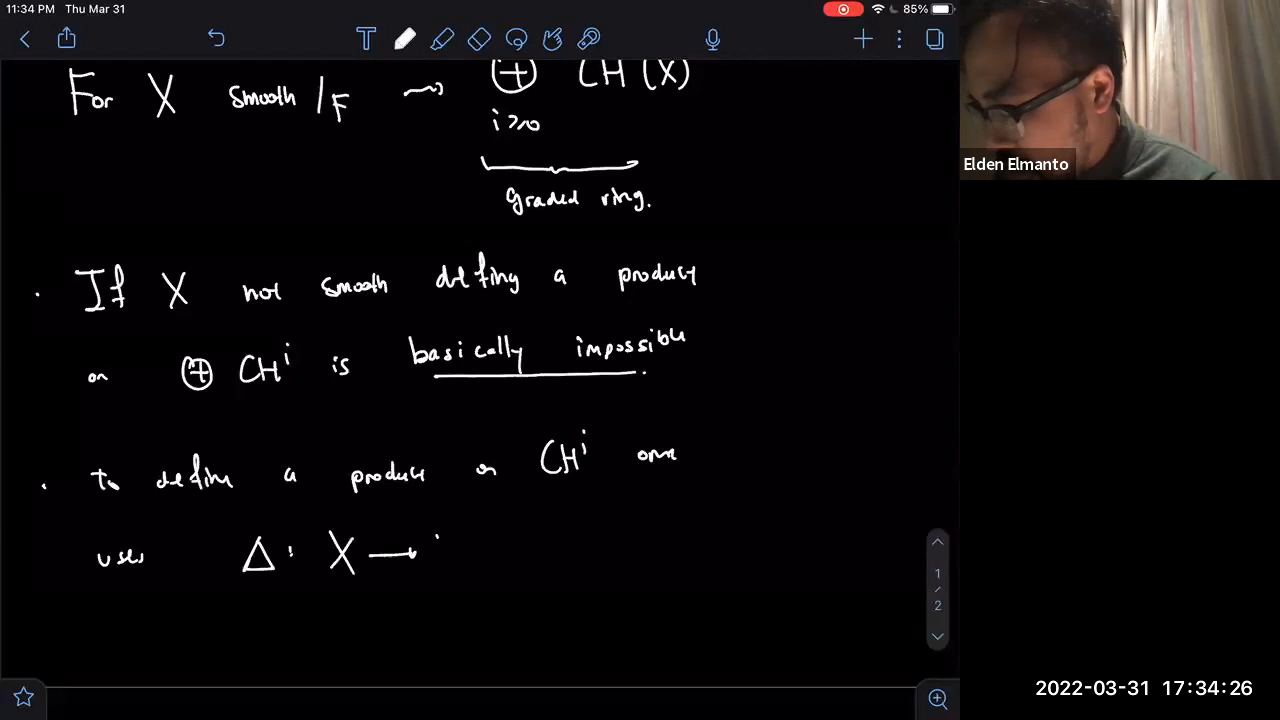 11:34 PM Thu Mar 31
85%
For X smooth /F ⇝ ⊕ CH (X)
i≥0
graded ring.
Elden Elmanto
· If X not smooth defing a product
on ⊕ CHⁱ is basically impossible.
· to define a product on CHⁱ one
uses Δ: X →
1
/
2
2022-03-31 17:34:26